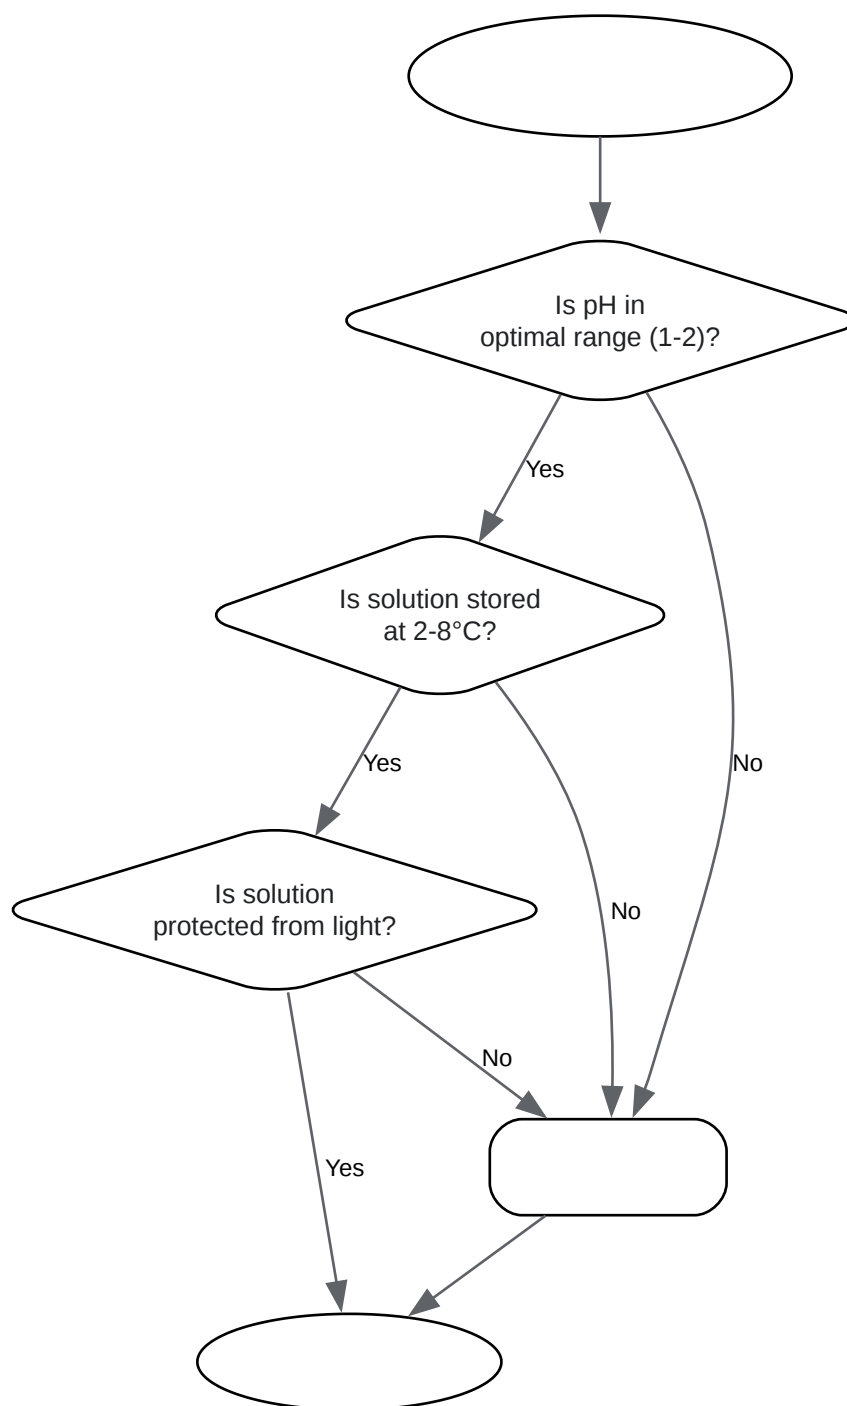 Is pH in
optimal range (1-2)?
Yes
Is solution stored
at 2-8°C?
Yes
No
Is solution
protected from light?
No
No
Yes